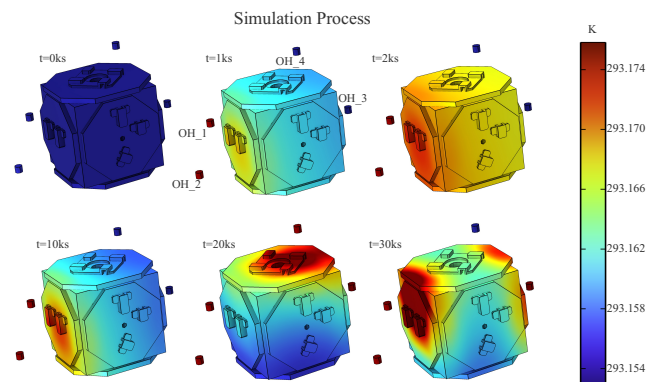 Simulation Process
K
t=0ks
t=1ks
OH_4
t=2ks
OH_3
OH_1
OH_2
293.174
293.170
293.166
293.162
293.158
293.154
t=10ks
t=20ks
t=30ks